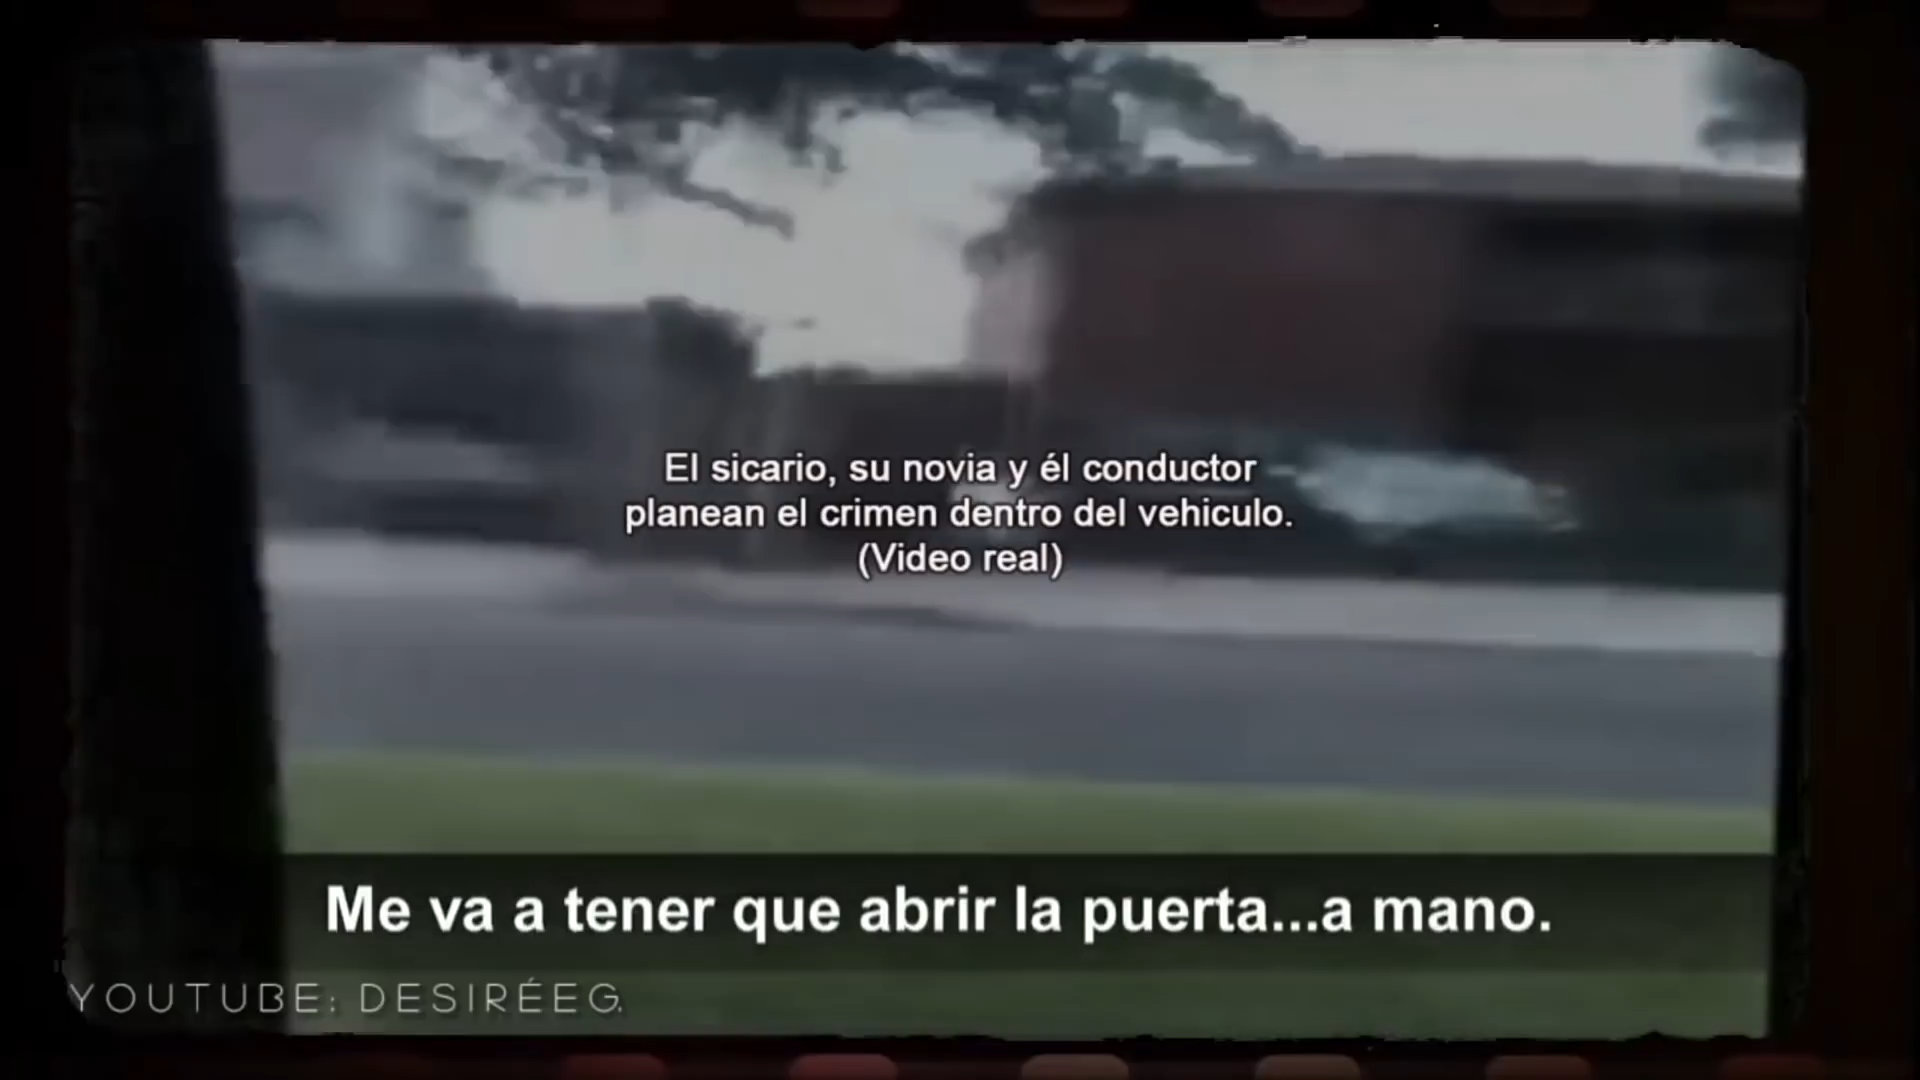 El sicario, su novia y él conductor
planean el crimen dentro del vehiculo.
(Video real)
Me va a tener que abrir la puerta...a mano.
YOUTUBE: DESIRÉEG.